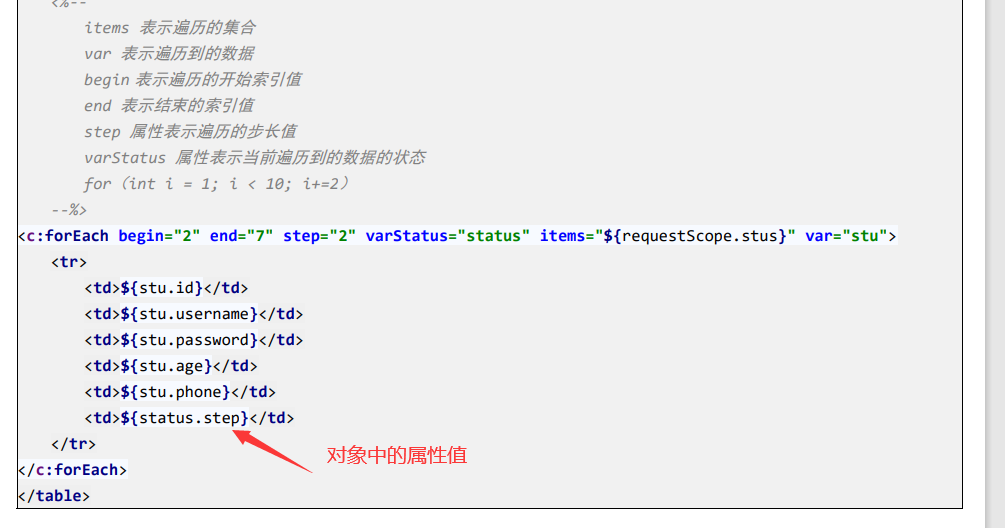 <%--
items 表示遍历的集合
var 表示遍历到的数据
begin 表示遍历的开始索引值
end 表示结束的索引值
step 属性表示遍历的步长值
varStatus 属性表示当前遍历到的数据的状态
for（int i = 1; i < 10; i+=2）
--%>
<c:forEach begin="2" end="7" step="2" varStatus="status" items="${requestScope.stus}" var="stu">
<tr>
<td>${stu.id}</td>
<td>${stu.username}</td>
<td>${stu.password}</td>
<td>${stu.age}</td>
<td>${stu.phone}</td>
<td>${status.step}</td>
</tr>
对象中的属性值
</c:forEach>
</table>